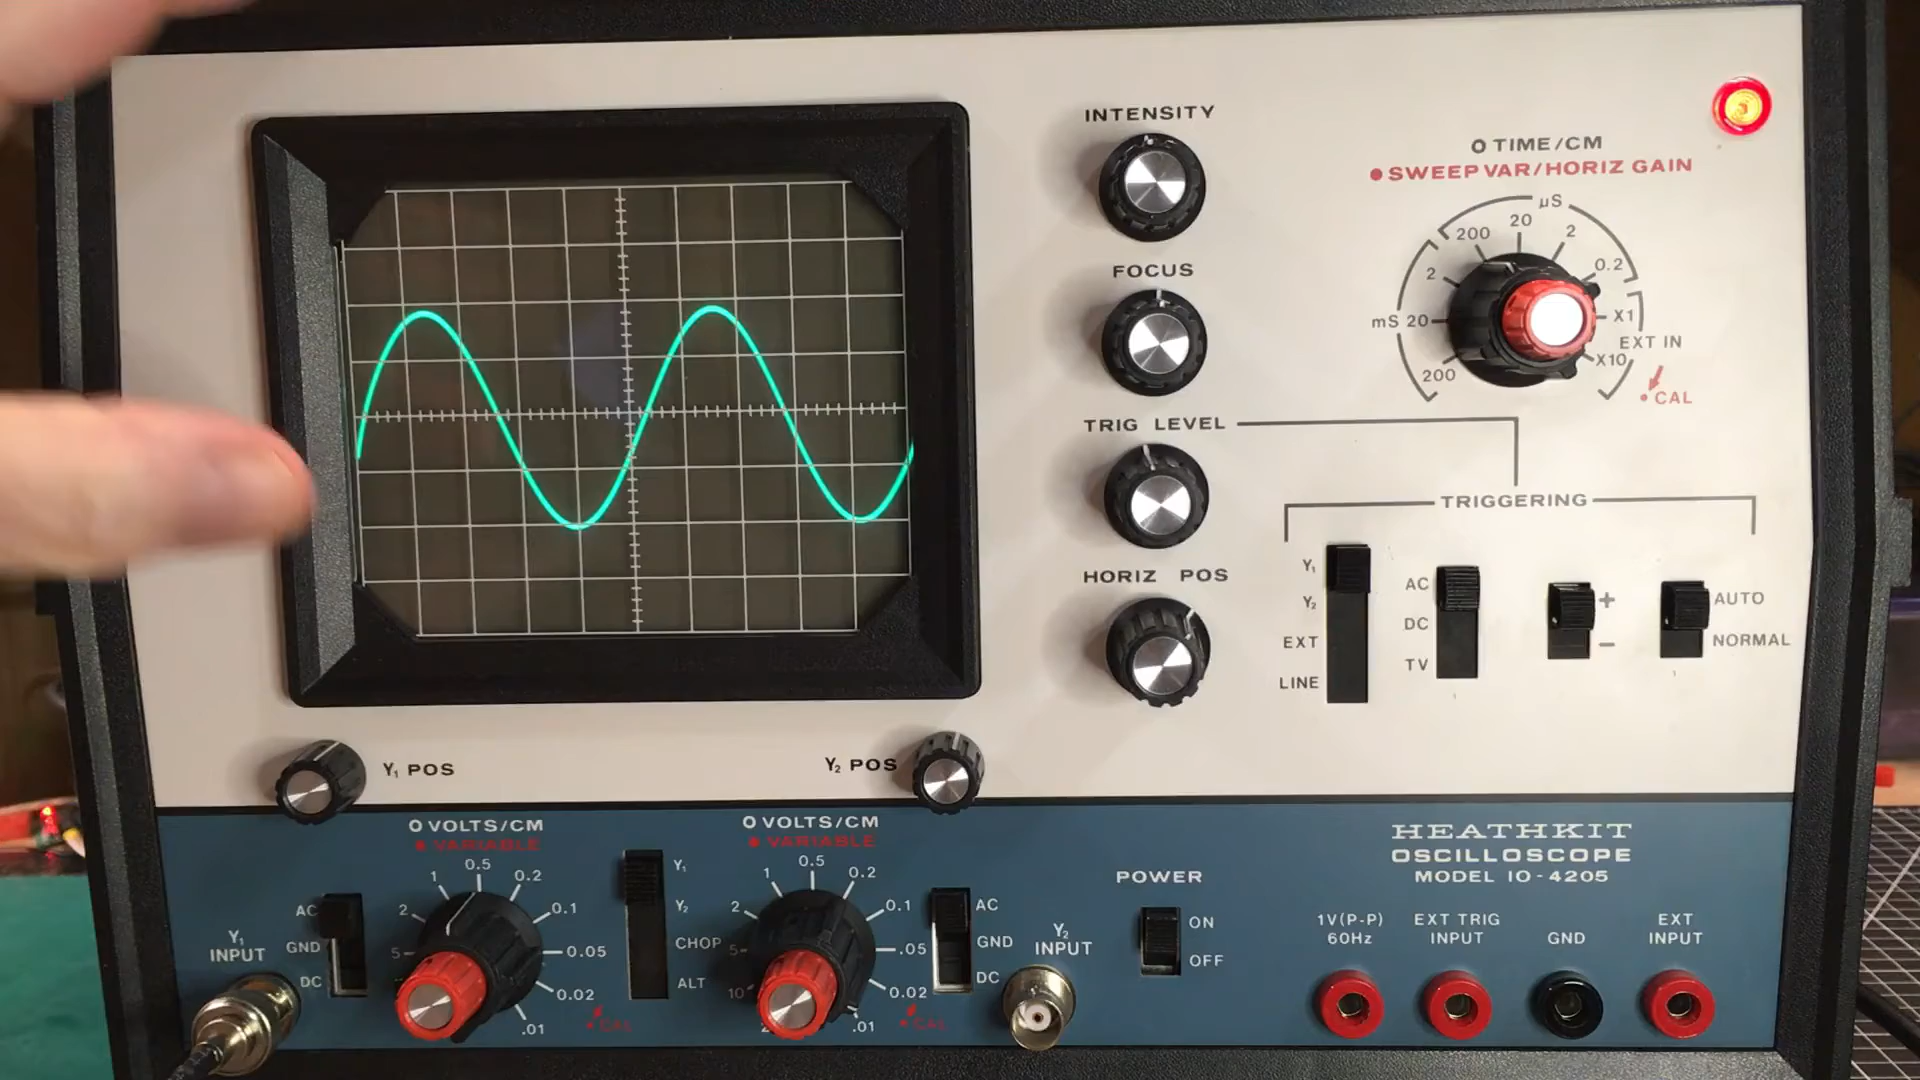 INTENSITY
O TIME/CM
• SWEEP VAR/HORIZ GAIN
µS
200 20 2 0.2
mS 20 2
200
X1
EXT IN
X10
• CAL
FOCUS
TRIG LEVEL
TRIGGERING
HORIZ POS
Y1
Y2
EXT
LINE
AC
DC
TV
+
−
AUTO
NORMAL
Y1 POS
Y2 POS
O VOLTS/CM
• VARIABLE
0.5
1 0.2
2 0.1
5 0.05
0.02
.01
• CAL
AC
GND
DC
Y1
INPUT
Y1
Y2
CHOP
ALT
O VOLTS/CM
• VARIABLE
0.5
1 0.2
2 0.1
5 .05
10 0.02
2 .01
• CAL
AC
GND
DC
Y2
INPUT
POWER
ON
OFF
HEATHKIT
OSCILLOSCOPE
MODEL IO-4205
1V(P-P)
60Hz
EXT TRIG
INPUT
GND
EXT
INPUT